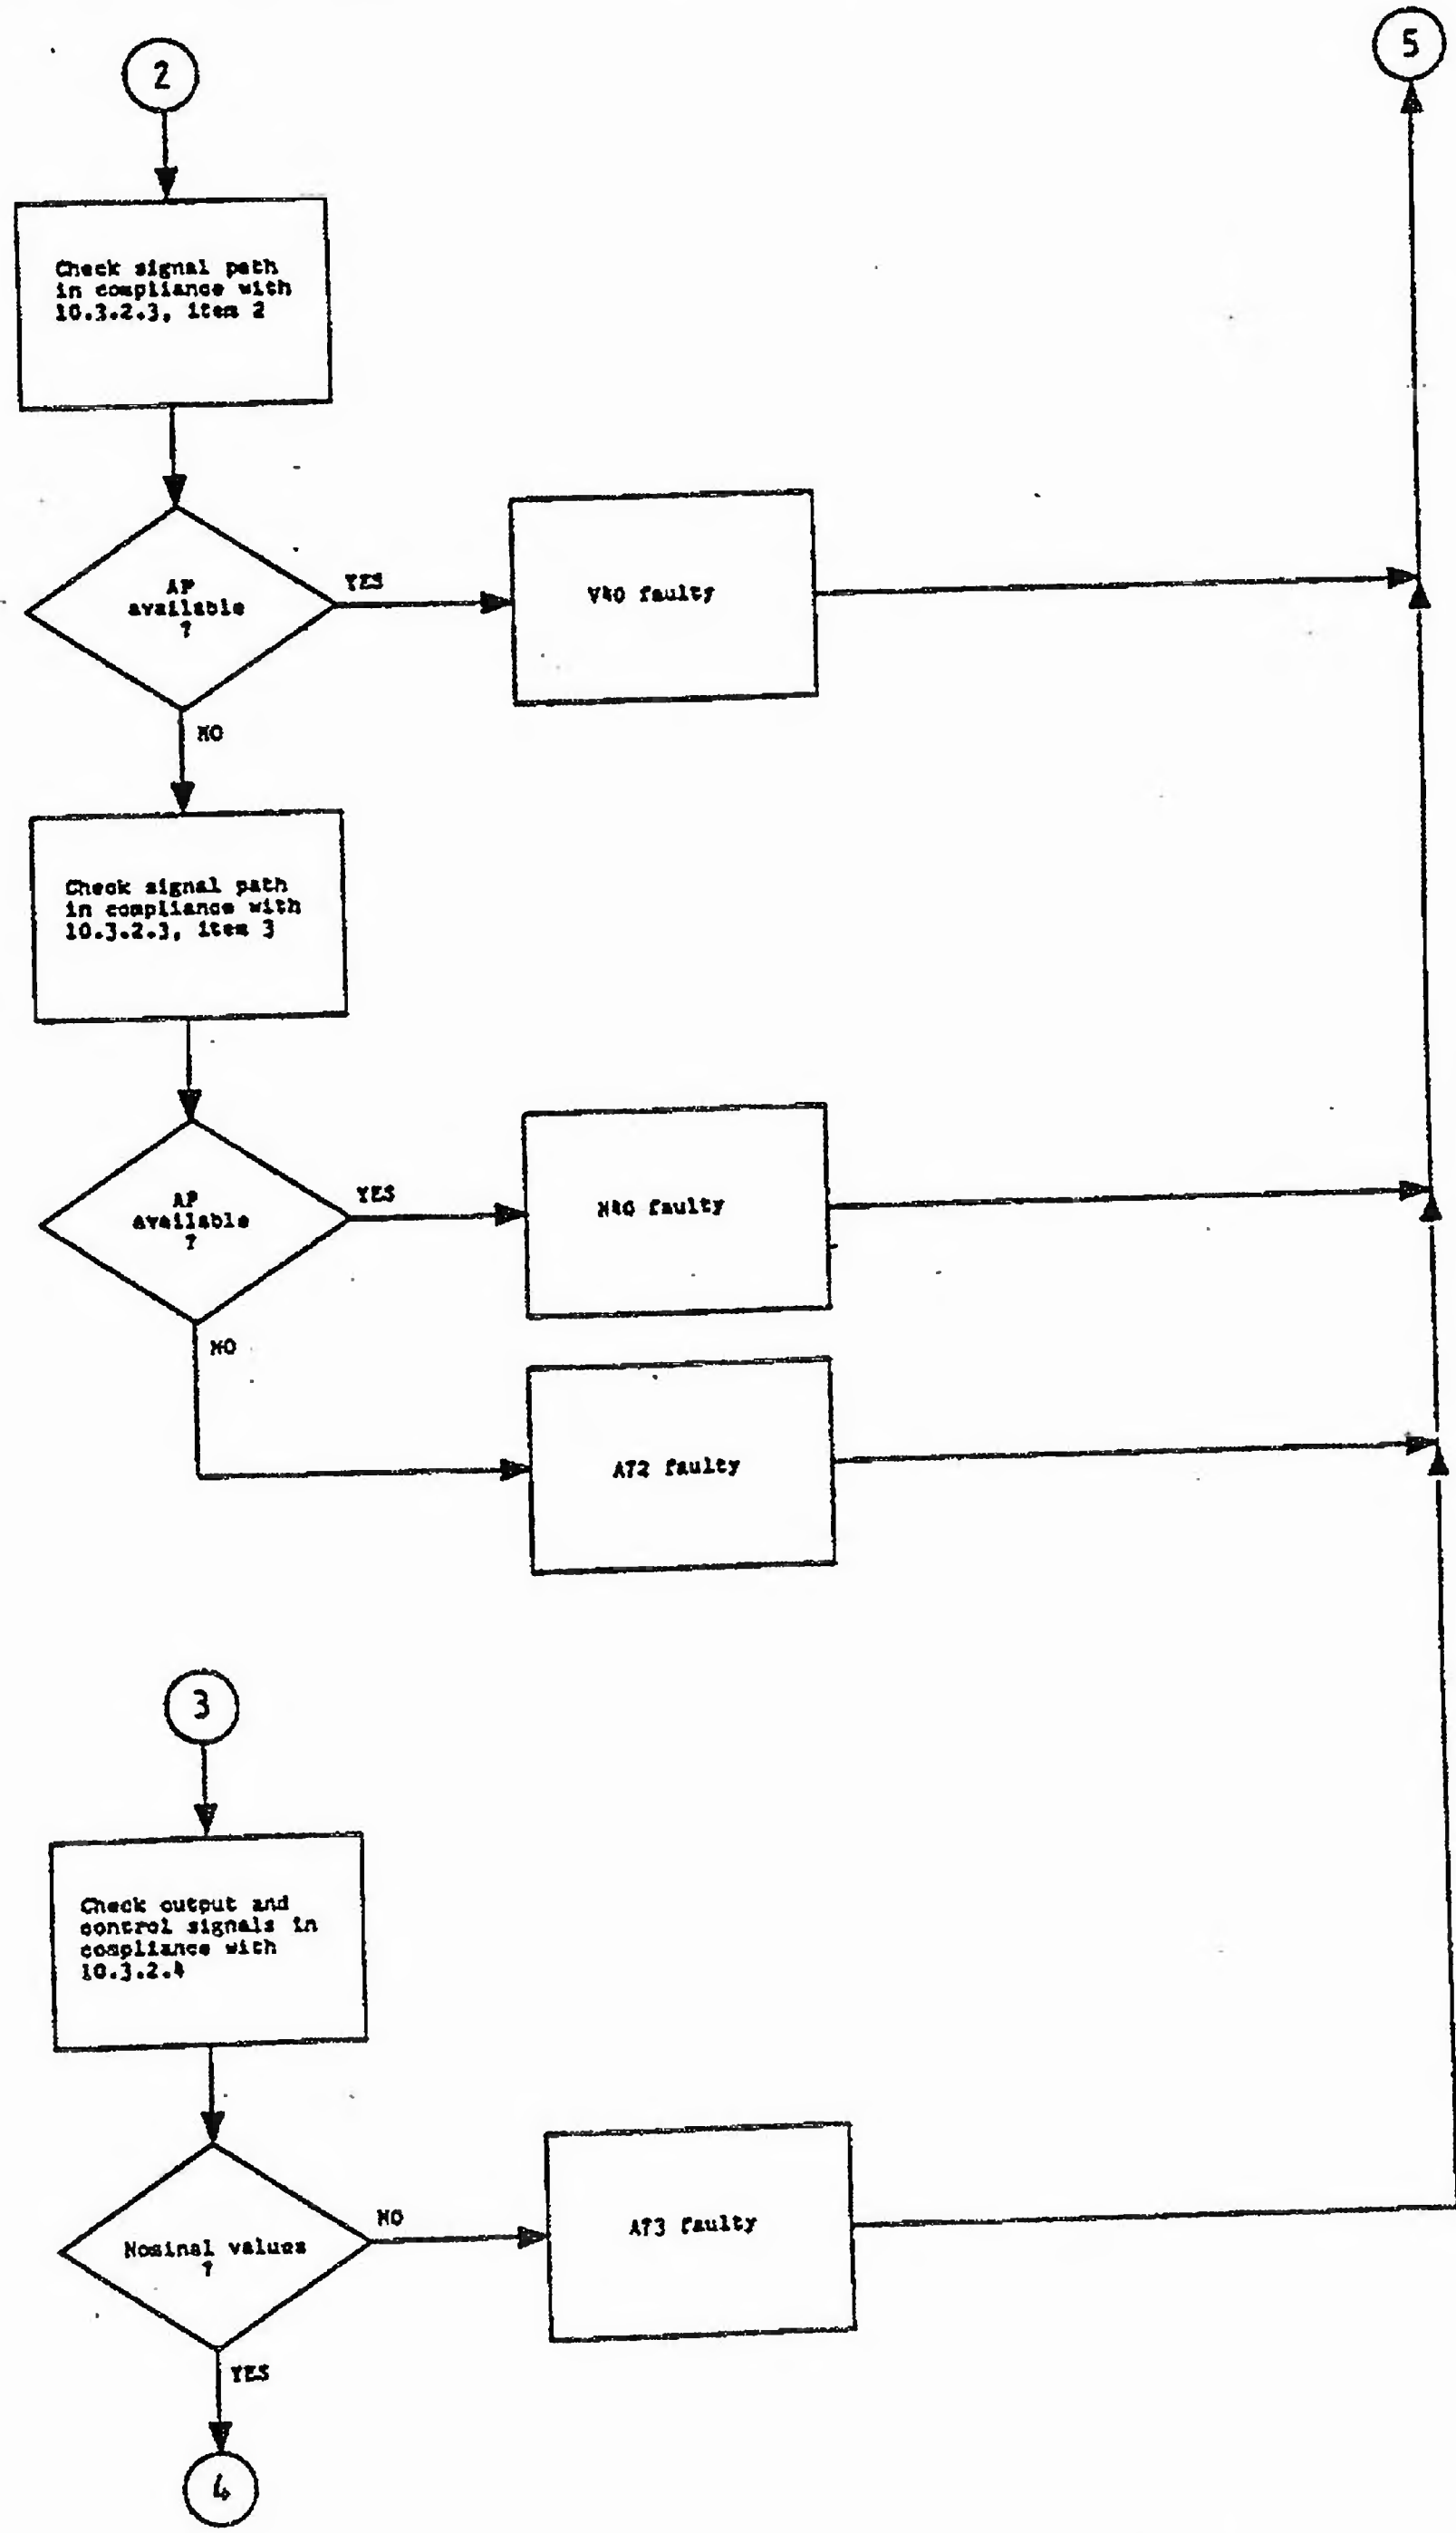 2
5
Check signal path
in compliance with
10.3.2.3, item 2
AF
available
?
YES
V40 faulty
NO
Check signal path
in compliance with
10.3.2.3, item 3
AF
available
?
YES
faulty
NO
AT2 faulty
3
Check output and
control signals in
compliance with
10.3.2.4
Nominal values
?
NO
AT3 faulty
YES
4